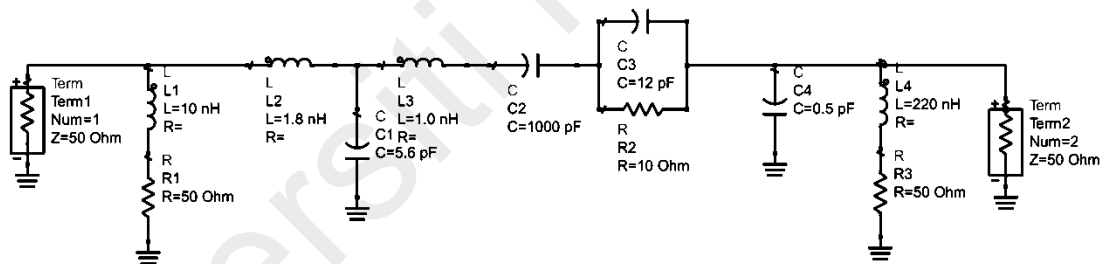 Term
Term1
Num=1
Z=50 Ohm
L
L1
L=10 nH
R=
R
R1
R=50 Ohm
L
L2
L=1.8 nH
R=
C
C1
C=5.6 pF
L
L3
L=1.0 nH
R=
C
C2
C=1000 pF
C
C3
C=12 pF
R
R2
R=10 Ohm
C
C4
C=0.5 pF
L
L4
L=220 nH
R=
R
R3
R=50 Ohm
Term
Term2
Num=2
Z=50 Ohm
ersiti